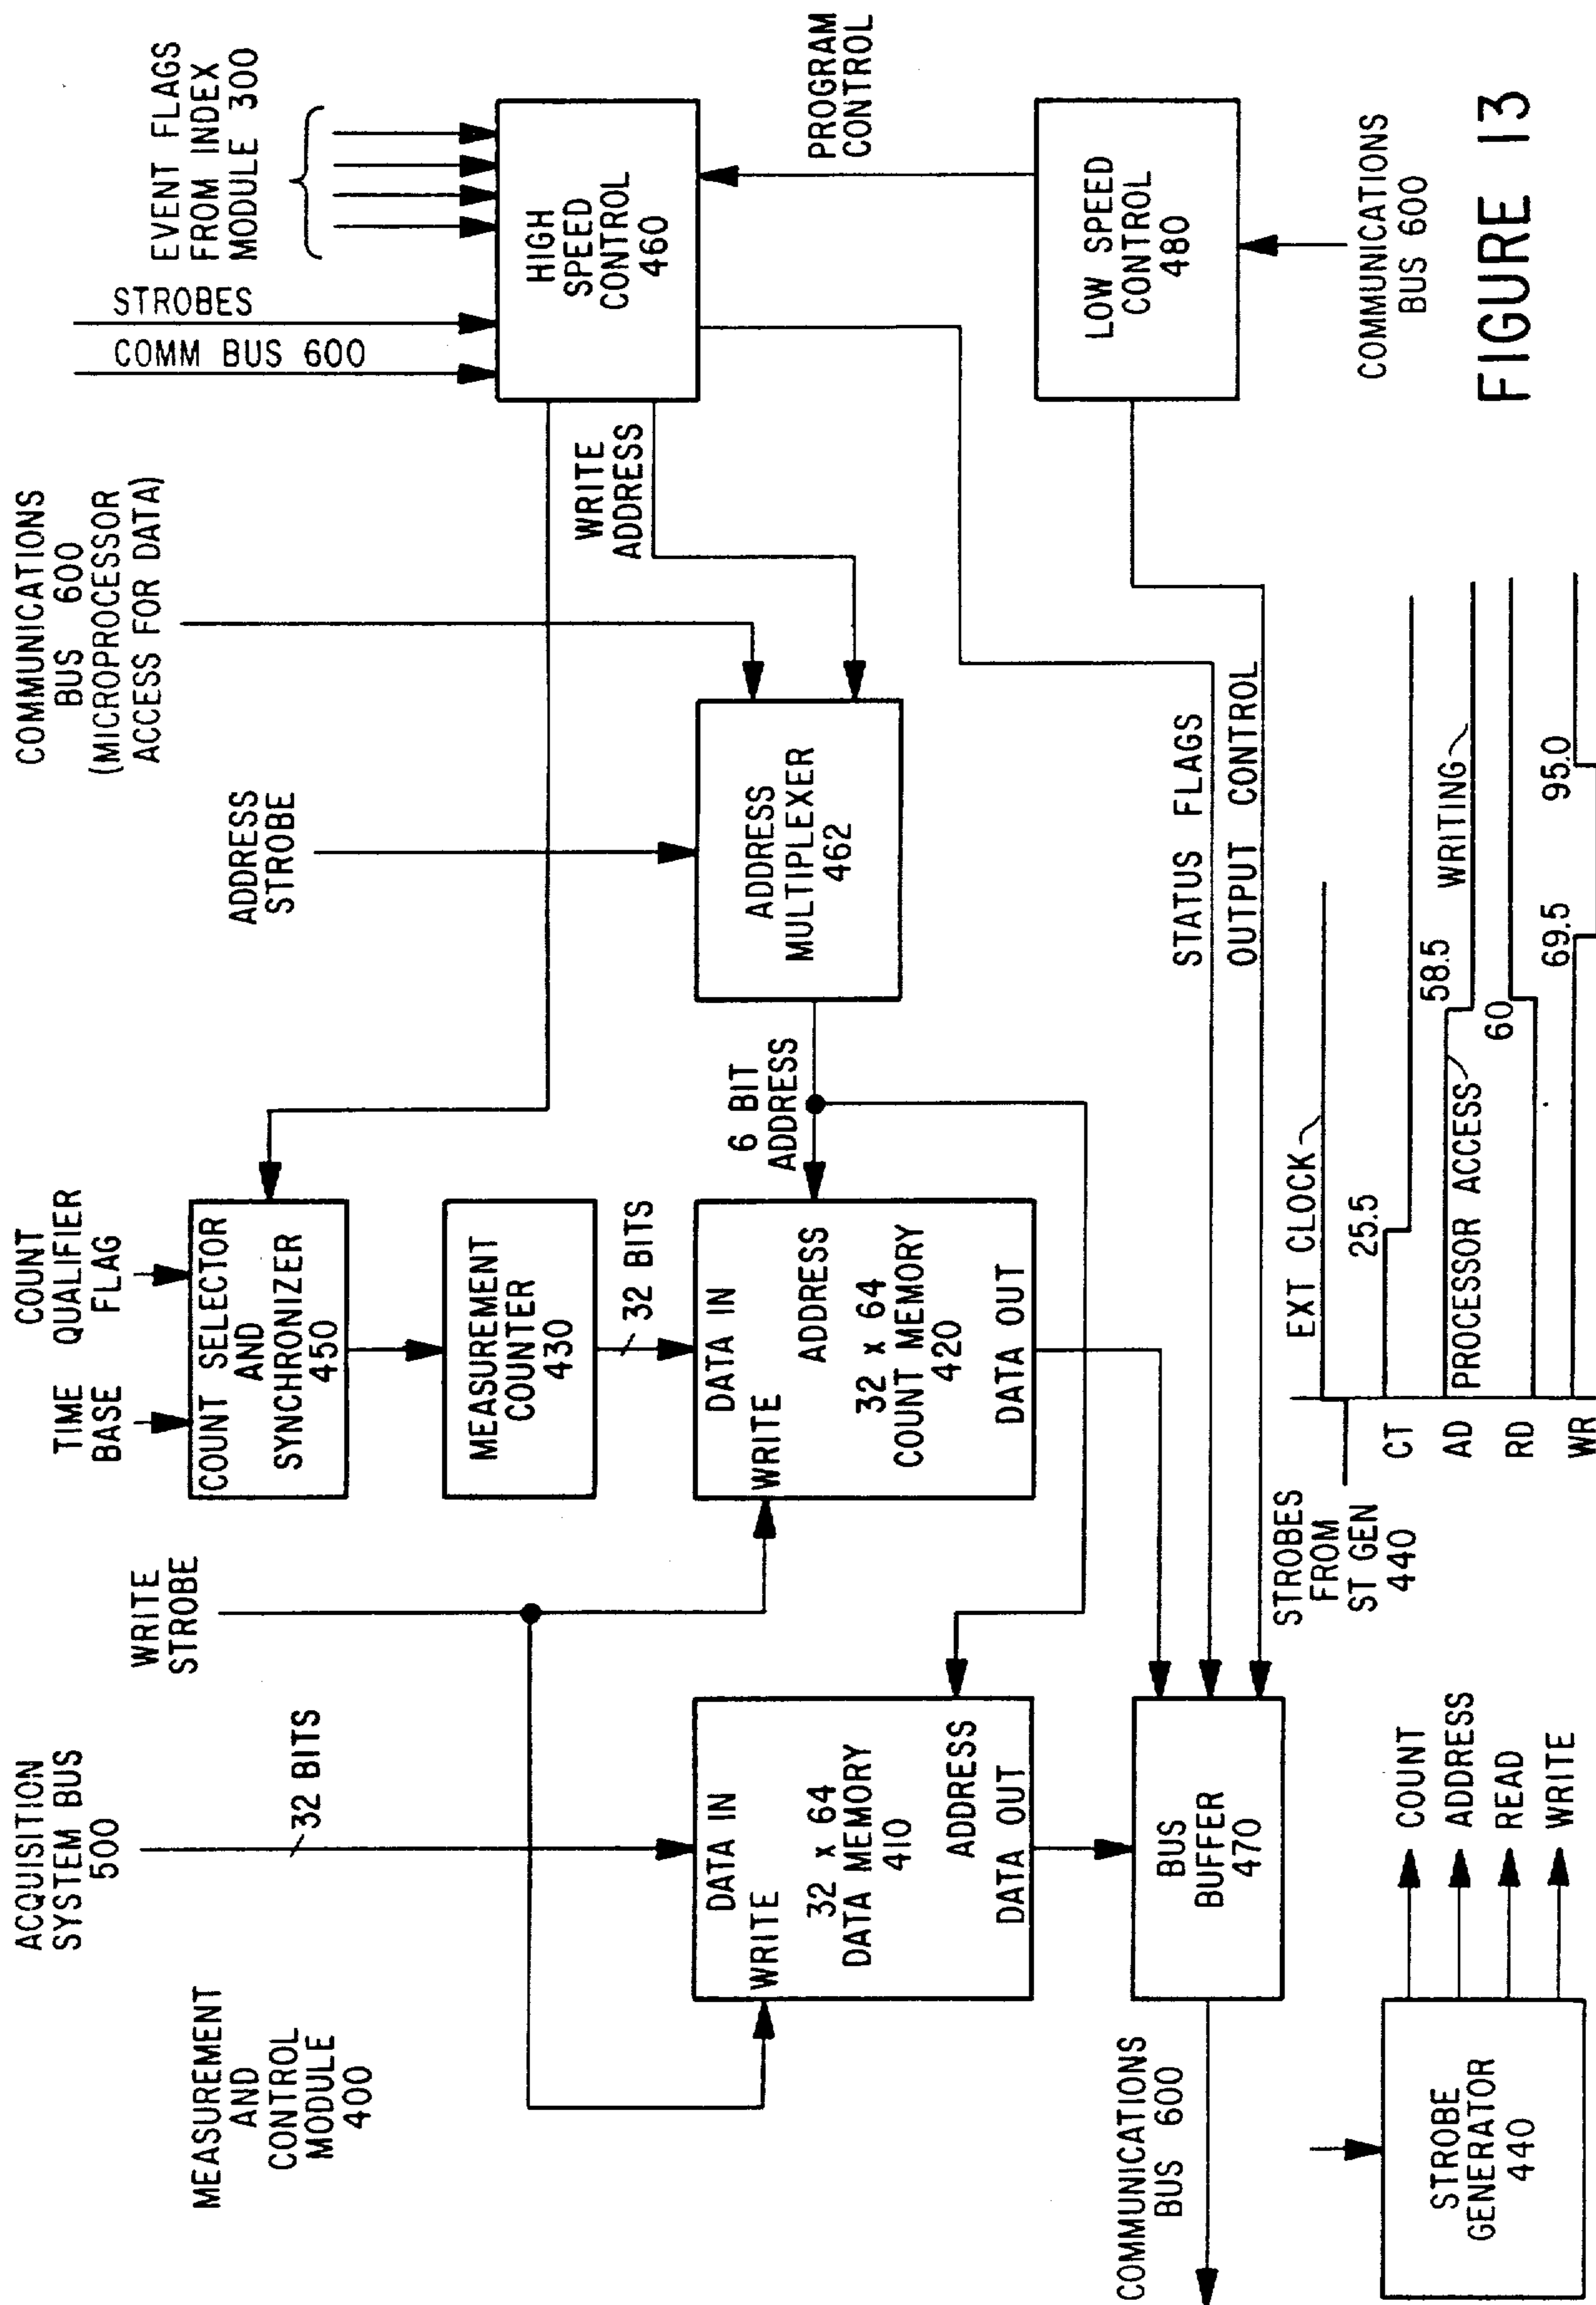 MEASUREMENT
AND
CONTROL
MODULE
400
ACQUISITION
SYSTEM BUS
500
32 BITS
WRITE
STROBE
TIME
BASE
COUNT
QUALIFIER
FLAG
COUNT SELECTOR
AND
SYNCHRONIZER
450
MEASUREMENT
COUNTER
430
32 BITS
ADDRESS
STROBE
COMMUNICATIONS
BUS 600
(MICROPROCESSOR
ACCESS FOR DATA)
COMM BUS 600
STROBES
EVENT FLAGS
FROM INDEX
MODULE 300
HIGH
SPEED
CONTROL
460
WRITE
ADDRESS
ADDRESS
MULTIPLEXER
462
6 BIT
ADDRESS
DATA IN
WRITE
32 x 64
DATA MEMORY
410
ADDRESS
DATA OUT
DATA IN
WRITE
ADDRESS
32 x 64
COUNT MEMORY
420
DATA OUT
PROGRAM
CONTROL
LOW SPEED
CONTROL
480
COMMUNICATIONS
BUS 600
STATUS FLAGS
OUTPUT CONTROL
BUS
BUFFER
470
COMMUNICATIONS
BUS 600
STROBE
GENERATOR
440
COUNT
ADDRESS
READ
WRITE
STROBES
FROM
ST GEN
440
EXT CLOCK
CT
25.5
AD
PROCESSOR ACCESS
58.5
WRITING
RD
60
WR
69.5
95.0
FIGURE 13